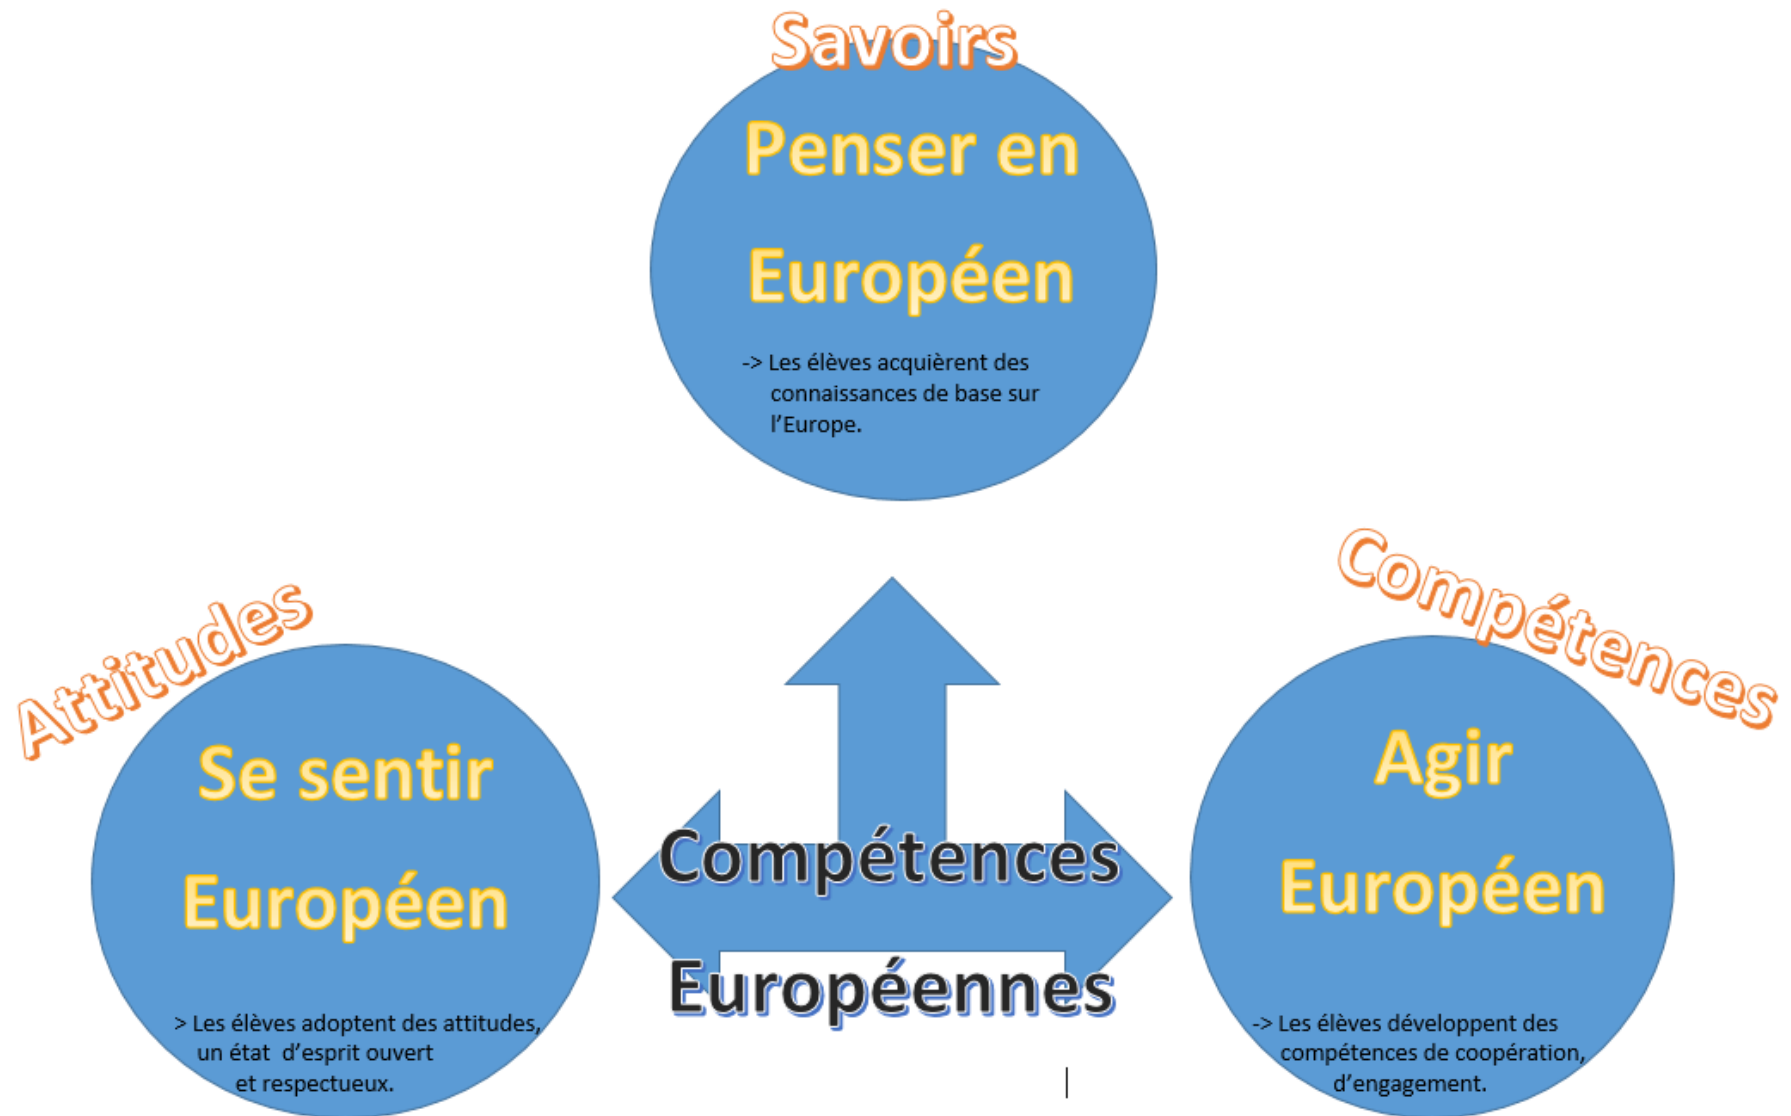 Savoirs
Penser en
Européen
-> Les élèves acquièrent des
connaissances de base sur
l’Europe.
Attitudes
Se sentir
Européen
> Les élèves adoptent des attitudes,
un état  d’esprit ouvert
et respectueux.
Compétences
Européennes
Compétences
Agir
Européen
-> Les élèves développent des
compétences de coopération,
d’engagement.